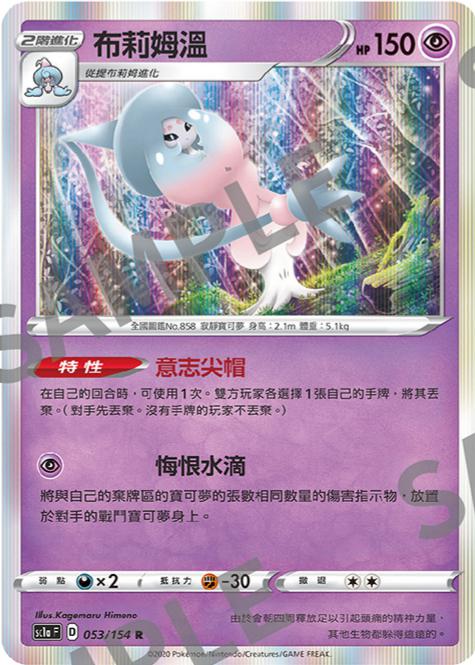 2階進化
布莉姆溫
HP 150
從提布莉姆進化
全國圖鑑No.858 寂靜寶可夢 身高：2.1m 體重：5.1kg
特性 意志尖帽
在自己的回合時，可使用1次。雙方玩家各選擇1張自己的手牌，將其丟
棄。(對手先丟棄。沒有手牌的玩家不丟棄。)
悔恨水滴
將與自己的棄牌區的寶可夢的張數相同數量的傷害指示物，放置
於對手的戰鬥寶可夢身上。
弱點 ×2 抵抗力 -30 撤退
Illus.Kagemaru Himeno
sc1a F D 053/154 R
由於會朝四周釋放足以引起頭痛的精神力量，
其他生物都躲得遠遠的。
©2020 Pokémon/Nintendo/Creatures/GAME FREAK.
SAMPLE
SAMPLE